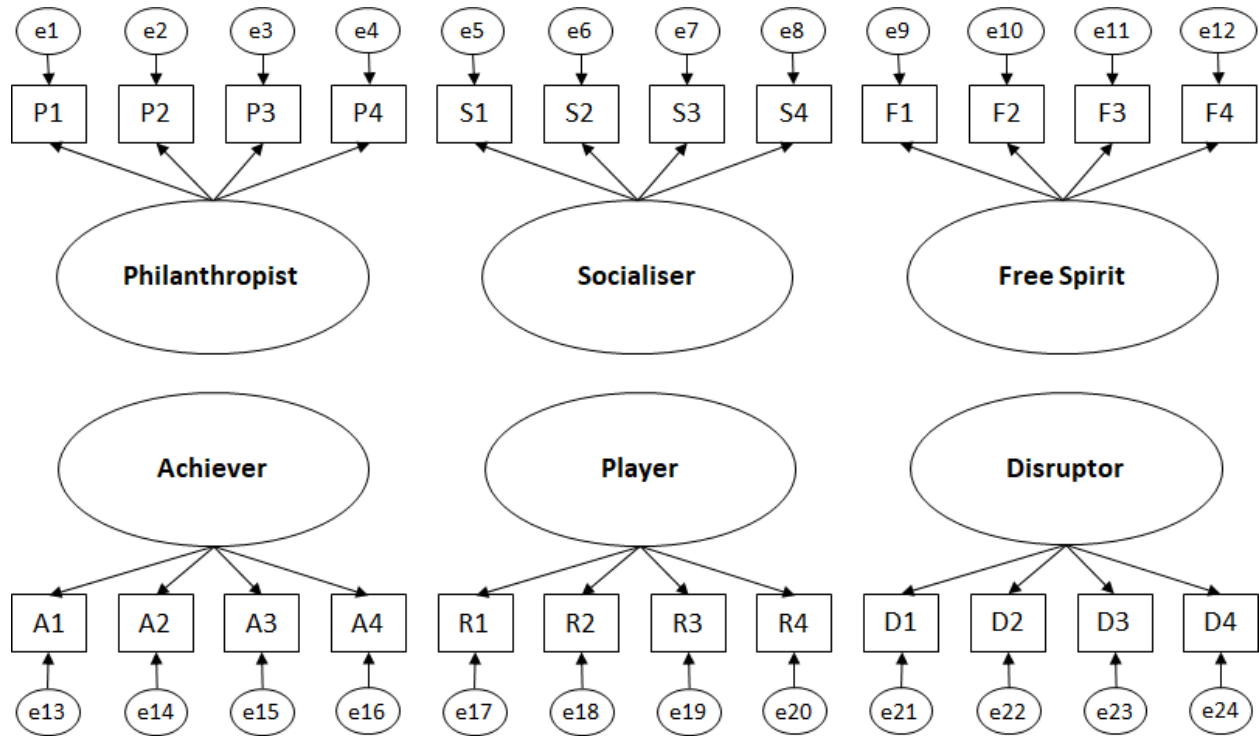 e1 e2 e3 e4 e5 e6 e7 e8 e9 e10 e11 e12
P1 P2 P3 P4 S1 S2 S3 S4 F1 F2 F3 F4
Philanthropist Socialiser Free Spirit
Achiever Player Disruptor
A1 A2 A3 A4 R1 R2 R3 R4 D1 D2 D3 D4
e13 e14 e15 e16 e17 e18 e19 e20 e21 e22 e23 e24